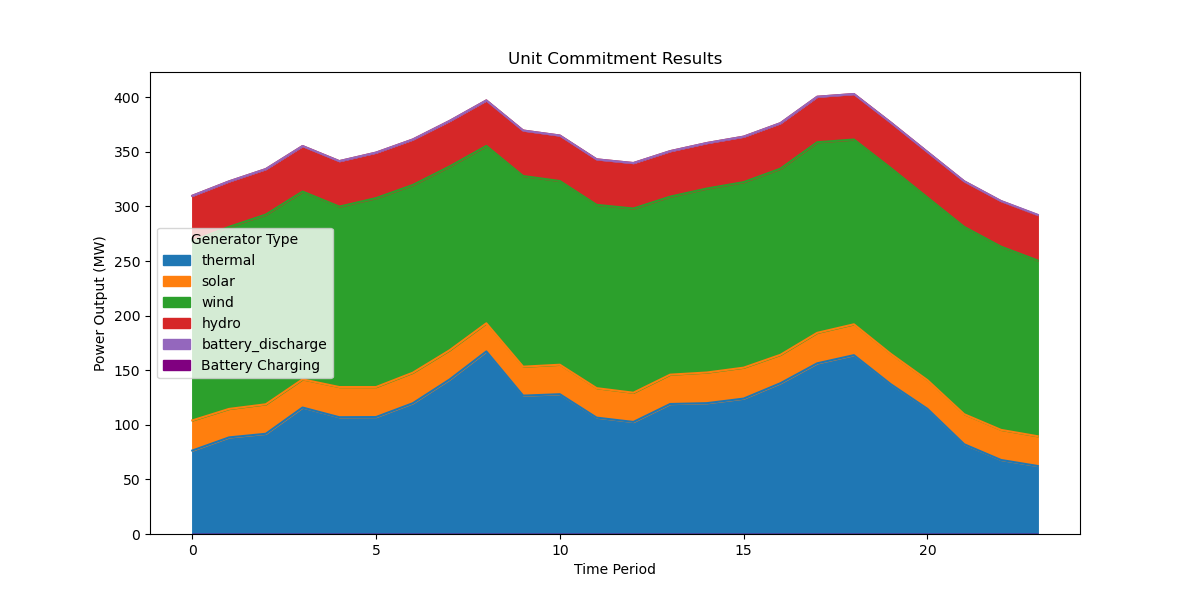 Unit Commitment Results
Power Output (MW)
400
350
300
250
200
150
100
50
0
Generator Type
thermal
solar
wind
hydro
battery_discharge
Battery Charging
0 5 10 15 20
Time Period